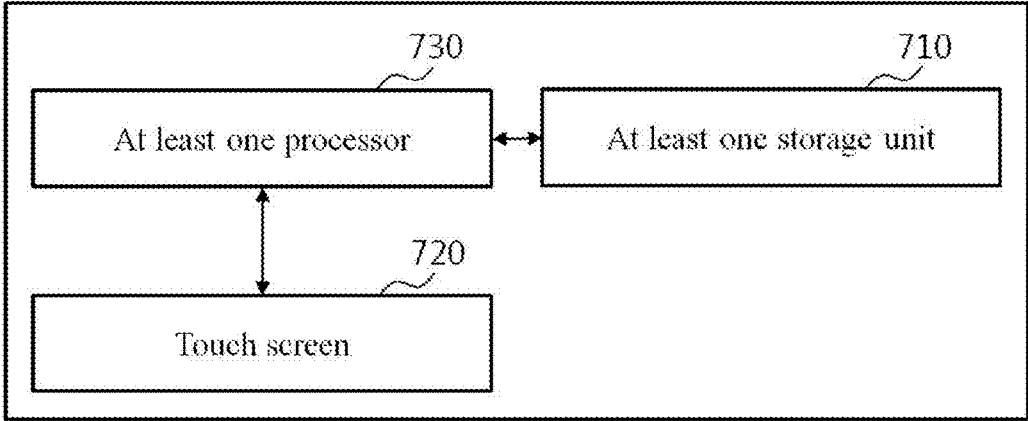 730
710
At least one processor
At least one storage unit
720
Touch screen